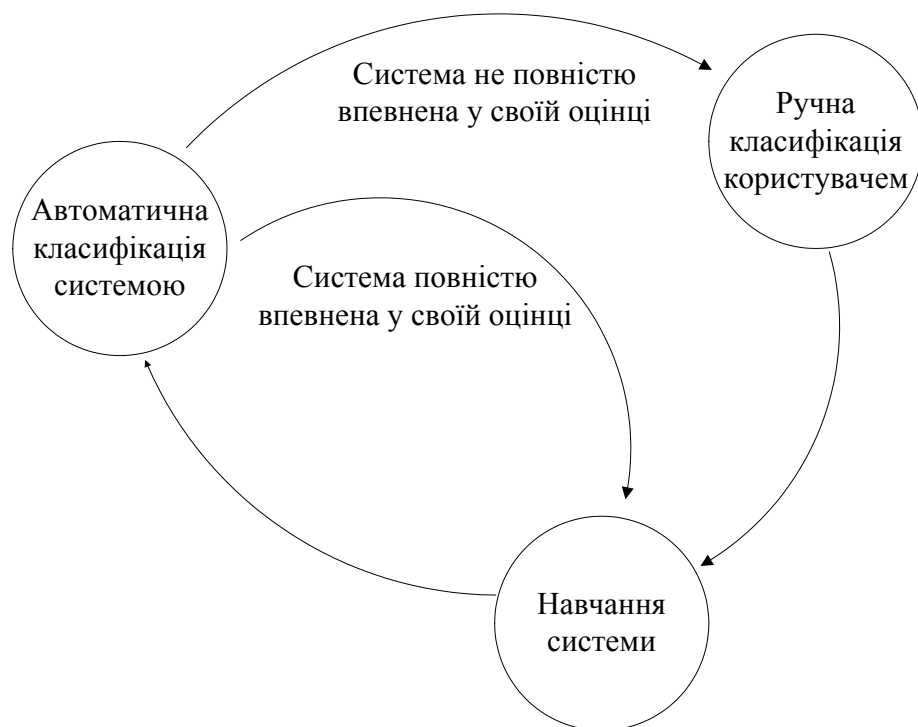 Система не повністю
впевнена у своїй оцінці
Ручна
класифікація
користувачем
Автоматична
класифікація
системою
Система повністю
впевнена у своїй оцінці
Навчання
системи